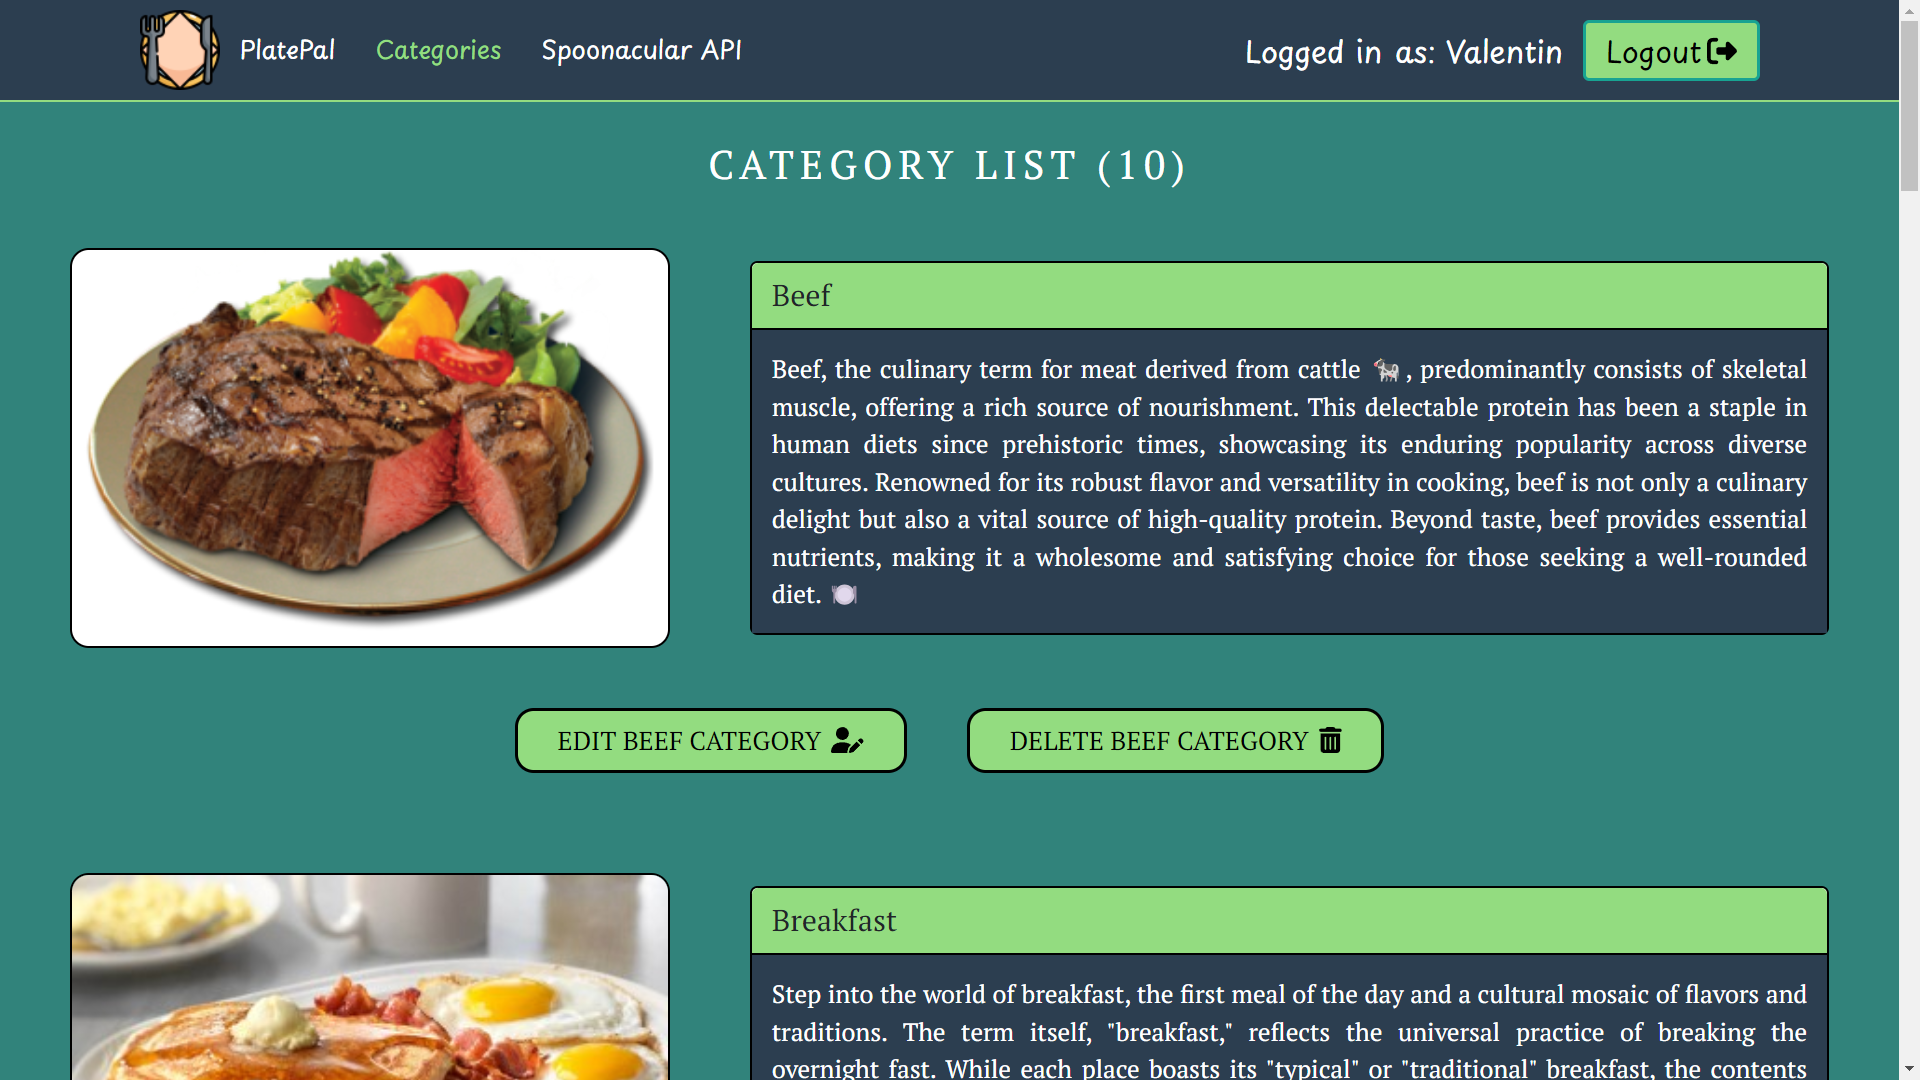 PlatePal Categories Spoonacular API Logged in as: Valentin Logout
CATEGORY LIST (10)
Beef
Beef, the culinary term for meat derived from cattle 🐄, predominantly consists of skeletal
muscle, offering a rich source of nourishment. This delectable protein has been a staple in
human diets since prehistoric times, showcasing its enduring popularity across diverse
cultures. Renowned for its robust flavor and versatility in cooking, beef is not only a culinary
delight but also a vital source of high-quality protein. Beyond taste, beef provides essential
nutrients, making it a wholesome and satisfying choice for those seeking a well-rounded
diet. 🍽️
EDIT BEEF CATEGORY DELETE BEEF CATEGORY
Breakfast
Step into the world of breakfast, the first meal of the day and a cultural mosaic of flavors and
traditions. The term itself, "breakfast," reflects the universal practice of breaking the
overnight fast. While each place boasts its "typical" or "traditional" breakfast, the contents